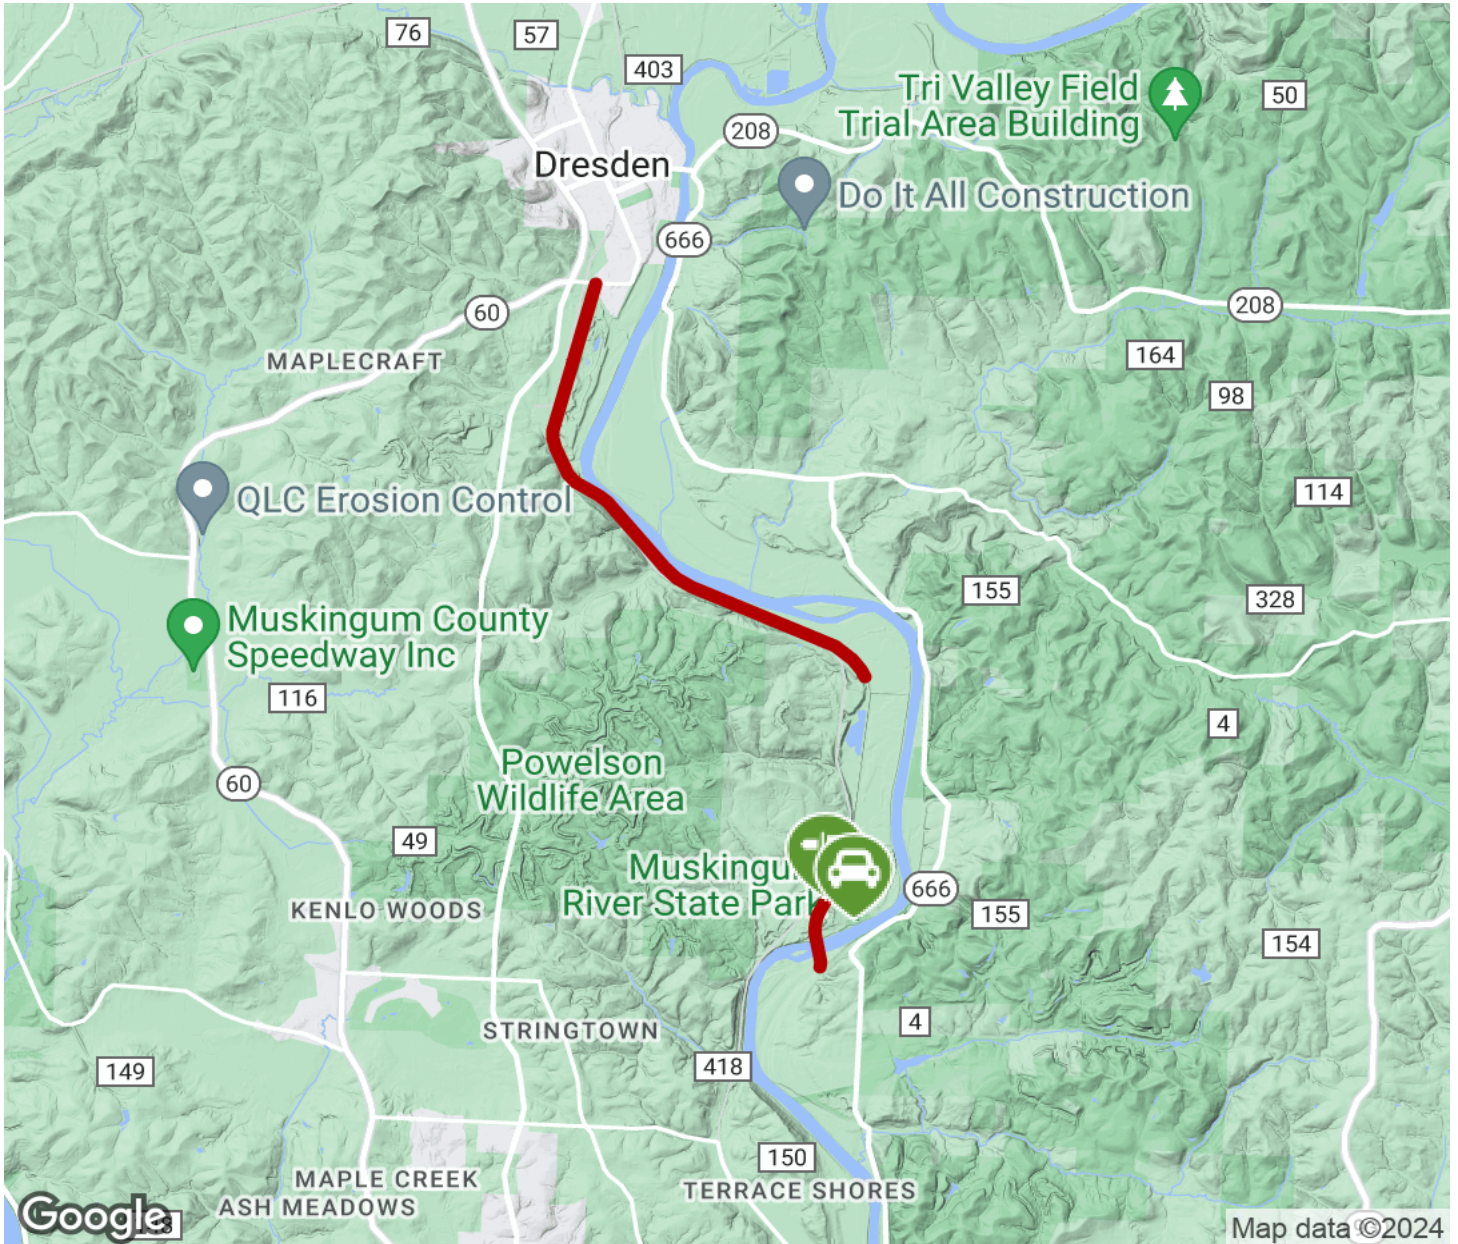 76
57
403
Tri Valley Field
Trial Area Building
50
208
Dresden
Do It All Construction
666
208
60
164
MAPLECRAFT
98
114
QLC Erosion Control
155
328
Muskingum County
Speedway Inc
116
4
Powelson
Wildlife Area
60
49
River State Park
666
KENLO WOODS
155
154
4
STRINGTOWN
418
149
150
MAPLE CREEK
TERRACE SHORES
ASH MEADOWS
Google
Map data ©2024